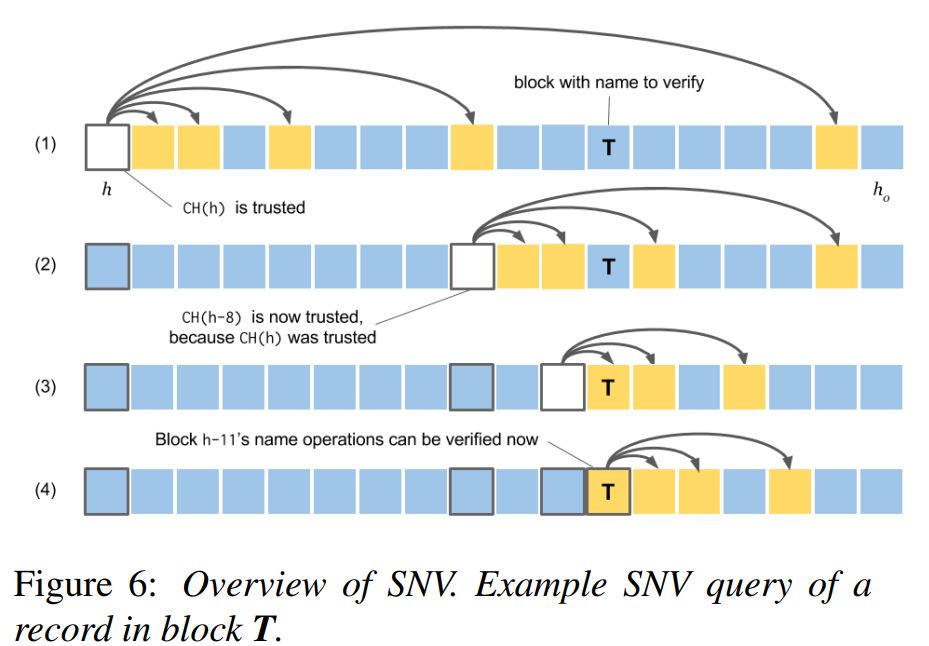 block with name to verify
(1)
T
h
hₒ
CH(h) is trusted
(2)
T
CH(h-8) is now trusted,
because CH(h) was trusted
(3)
T
Block h-11's name operations can be verified now
(4)
T
Figure 6: Overview of SNV. Example SNV query of a
record in block T.